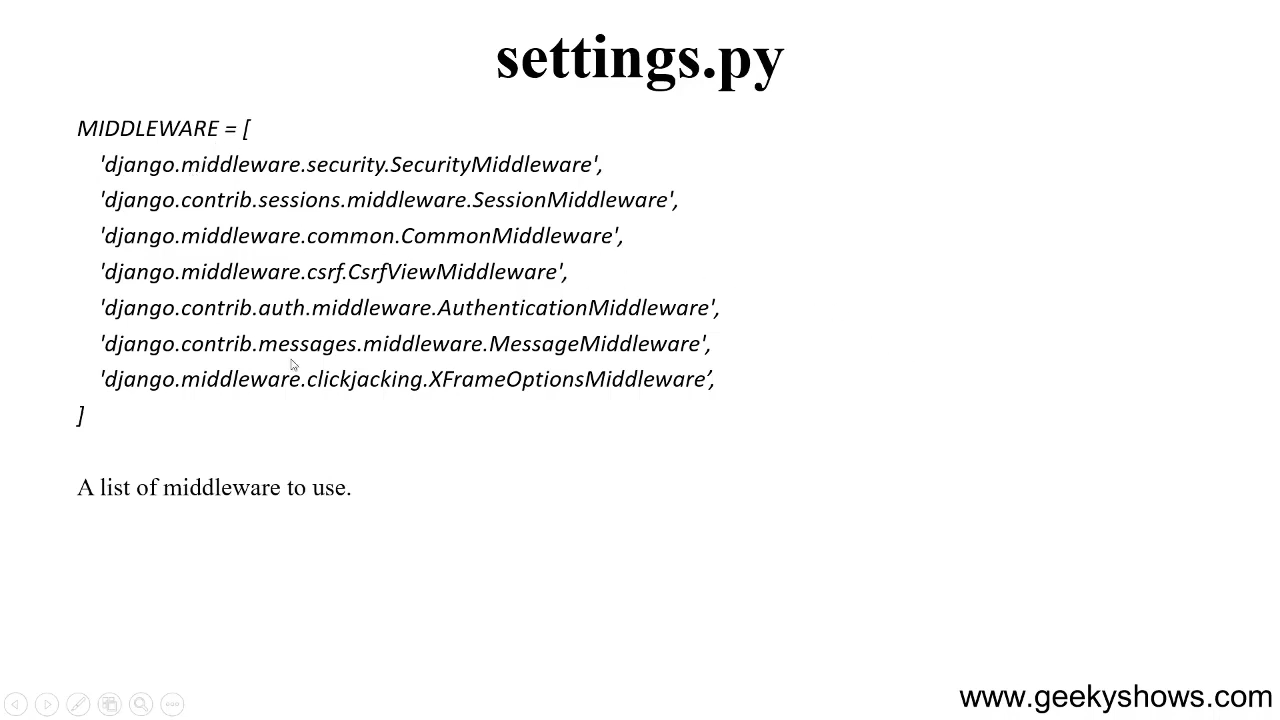 settings.py
MIDDLEWARE = [
'django.middleware.security.SecurityMiddleware',
'django.contrib.sessions.middleware.SessionMiddleware',
'django.middleware.common.CommonMiddleware',
'django.middleware.csrf.CsrfViewMiddleware',
'django.contrib.auth.middleware.AuthenticationMiddleware',
'django.contrib.messages.middleware.MessageMiddleware',
'django.middleware.clickjacking.XFrameOptionsMiddleware’,
]
A list of middleware to use.
www.geekyshows.com